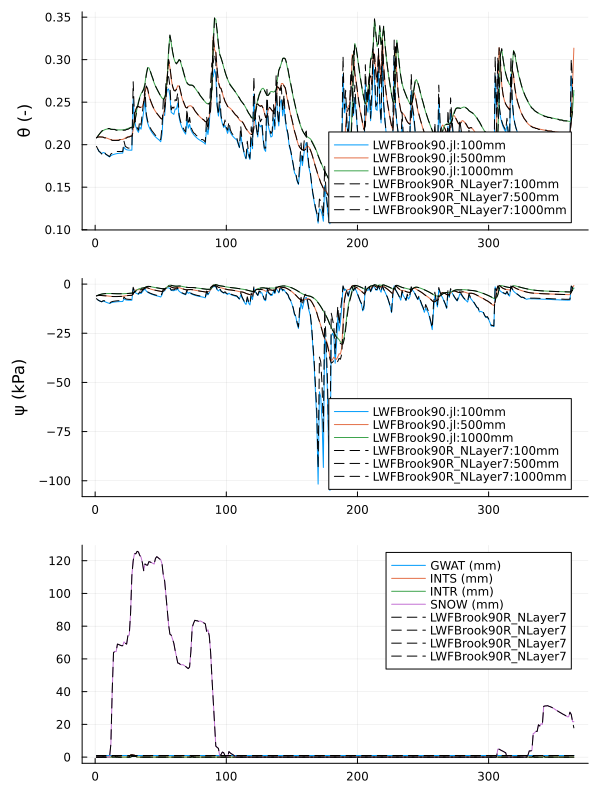 0.35
0.30
0.25
0.20
0.15
0.10
θ (-)
LWFBrook90.jl:100mm
LWFBrook90.jl:500mm
LWFBrook90.jl:1000mm
LWFBrook90R_NLayer7:100mm
LWFBrook90R_NLayer7:500mm
LWFBrook90R_NLayer7:1000mm
0 100 200 300
0
−25
−50
−75
−100
ψ (kPa)
LWFBrook90.jl:100mm
LWFBrook90.jl:500mm
LWFBrook90.jl:1000mm
LWFBrook90R_NLayer7:100mm
LWFBrook90R_NLayer7:500mm
LWFBrook90R_NLayer7:1000mm
0 100 200 300
120
100
80
60
40
20
0
GWAT (mm)
INTS (mm)
INTR (mm)
SNOW (mm)
LWFBrook90R_NLayer7
LWFBrook90R_NLayer7
LWFBrook90R_NLayer7
LWFBrook90R_NLayer7
0 100 200 300